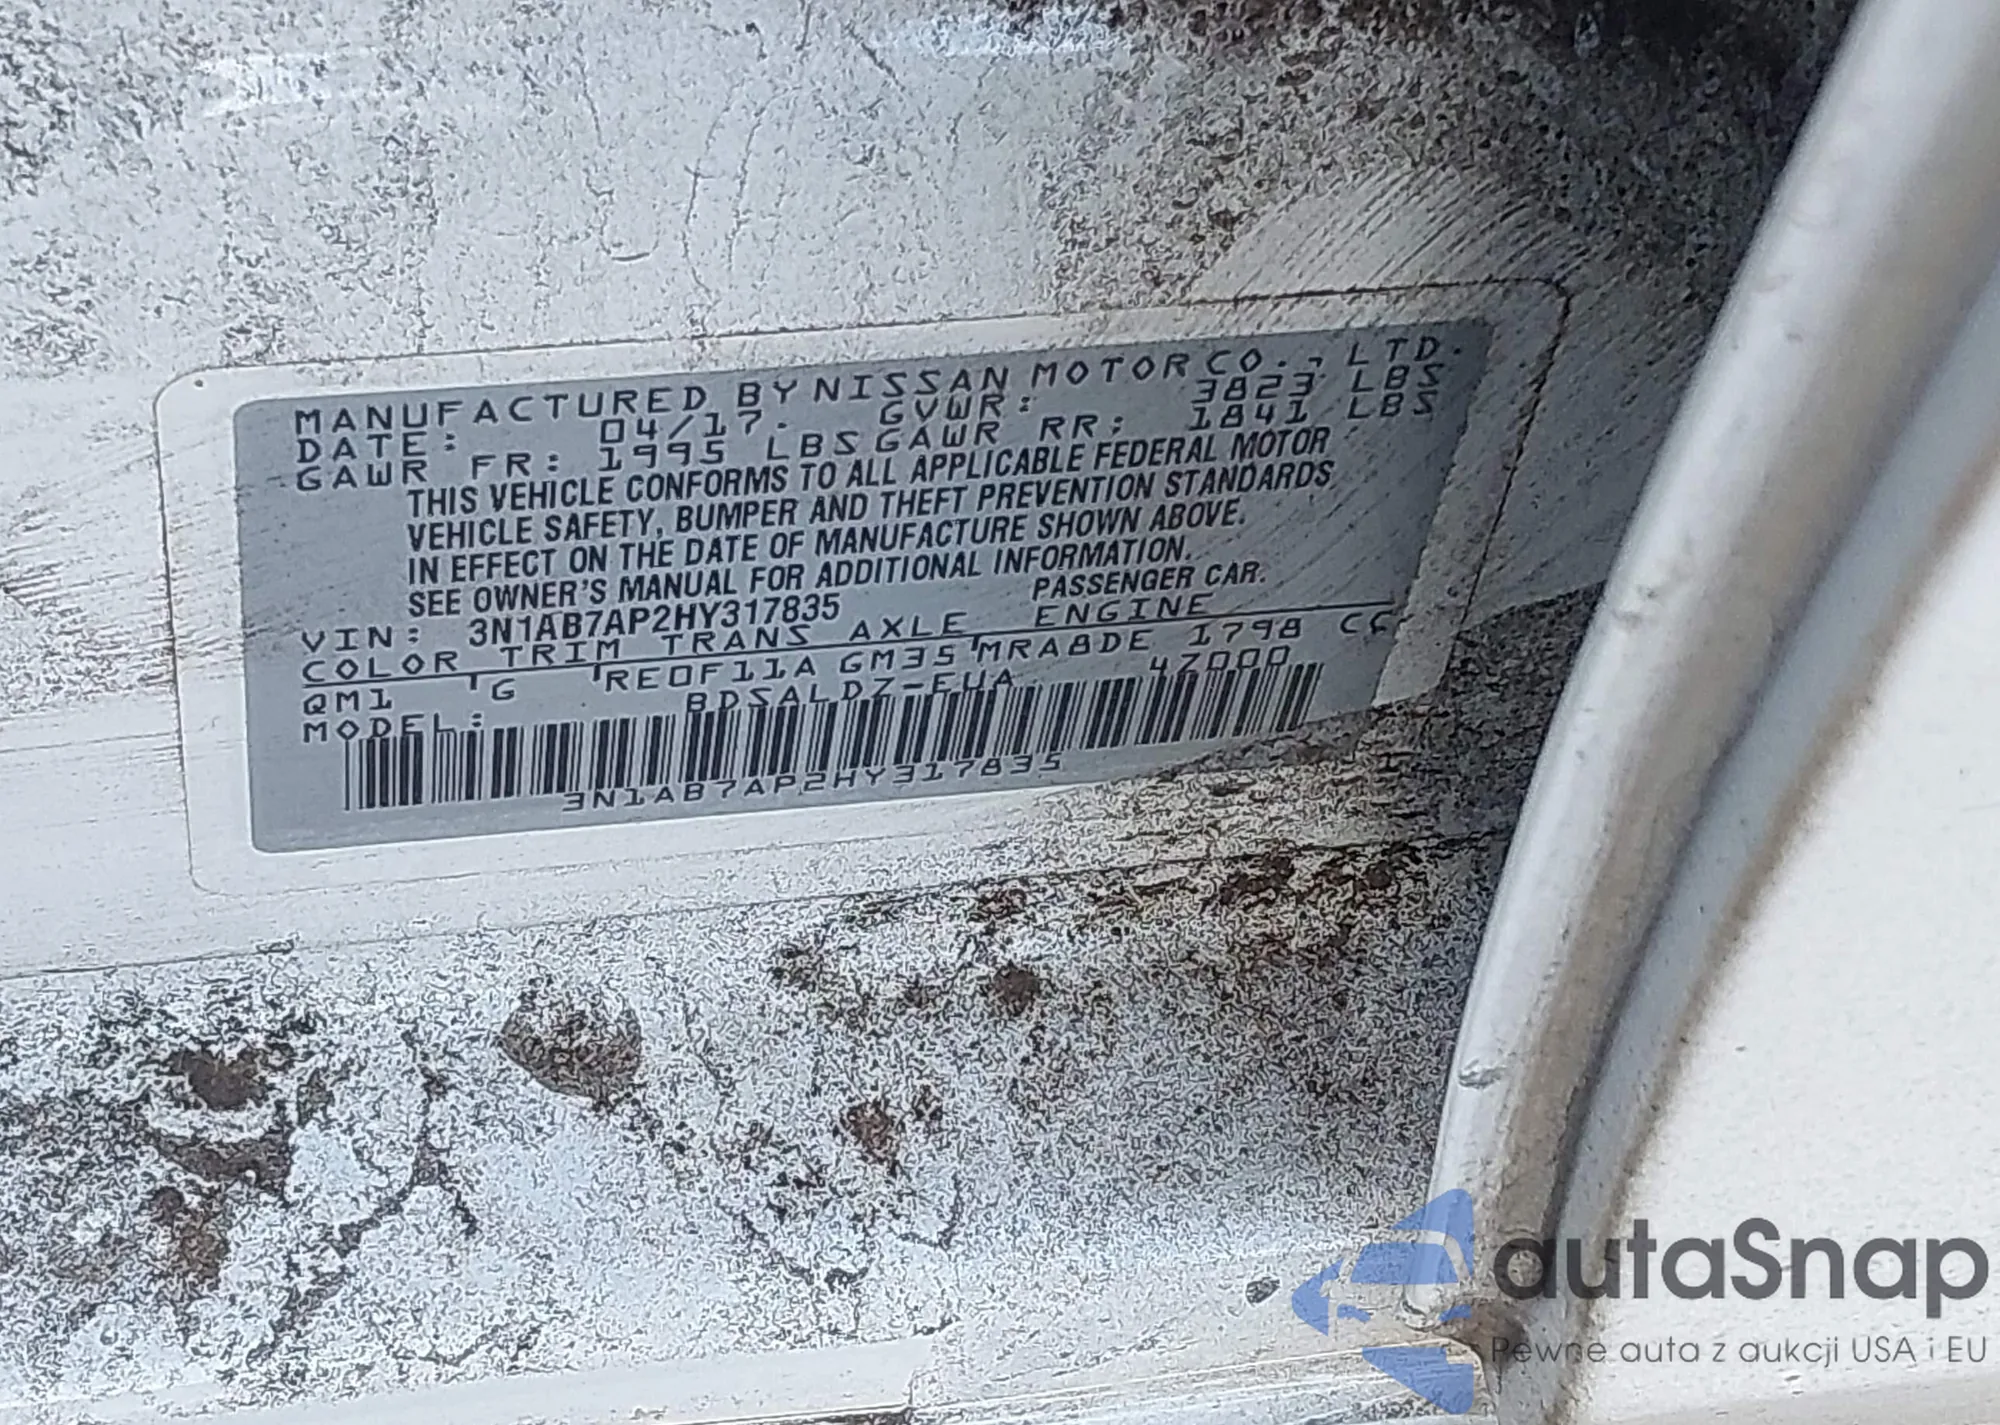 MANUFACTURED BY NISSAN MOTOR CO., LTD.
DATE: 04/17. GVWR: 3823 LBS
GAWR FR: 1995 LBS GAWR RR: 1841 LBS
THIS VEHICLE CONFORMS TO ALL APPLICABLE FEDERAL MOTOR
VEHICLE SAFETY, BUMPER AND THEFT PREVENTION STANDARDS
IN EFFECT ON THE DATE OF MANUFACTURE SHOWN ABOVE.
SEE OWNER'S MANUAL FOR ADDITIONAL INFORMATION.
VIN: 3N1AB7AP2HY317835 PASSENGER CAR.
COLOR TRIM TRANS AXLE ENGINE
QM1 G RE0F11A GM35 MRA8DE 1798 CC
MODEL: BDSALDZ-EUA 47000
3N1AB7AP2HY317835
autaSnap
Pewne auta z aukcji USA i EU